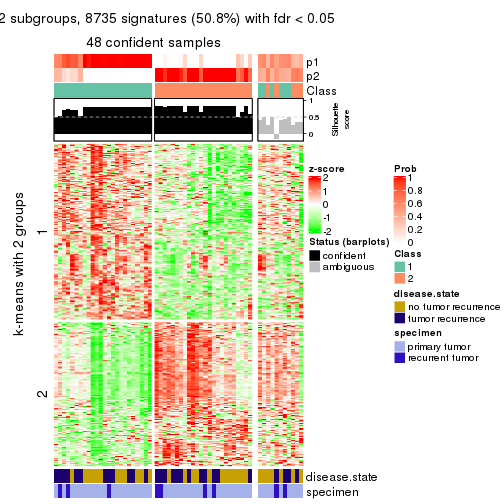 2 subgroups, 8735 signatures (50.8%) with fdr < 0.05
48 confident samples
p1
p2
Class
1
0.5
0
Silhouette
score
k-means with 2 groups
1
2
z-score
2
1
0
-1
-2
Status (barplots)
confident
ambiguous
Prob
1
0.8
0.6
0.4
0.2
0
Class
1
2
disease.state
no tumor recurrence
tumor recurrence
specimen
primary tumor
recurrent tumor
disease.state
specimen